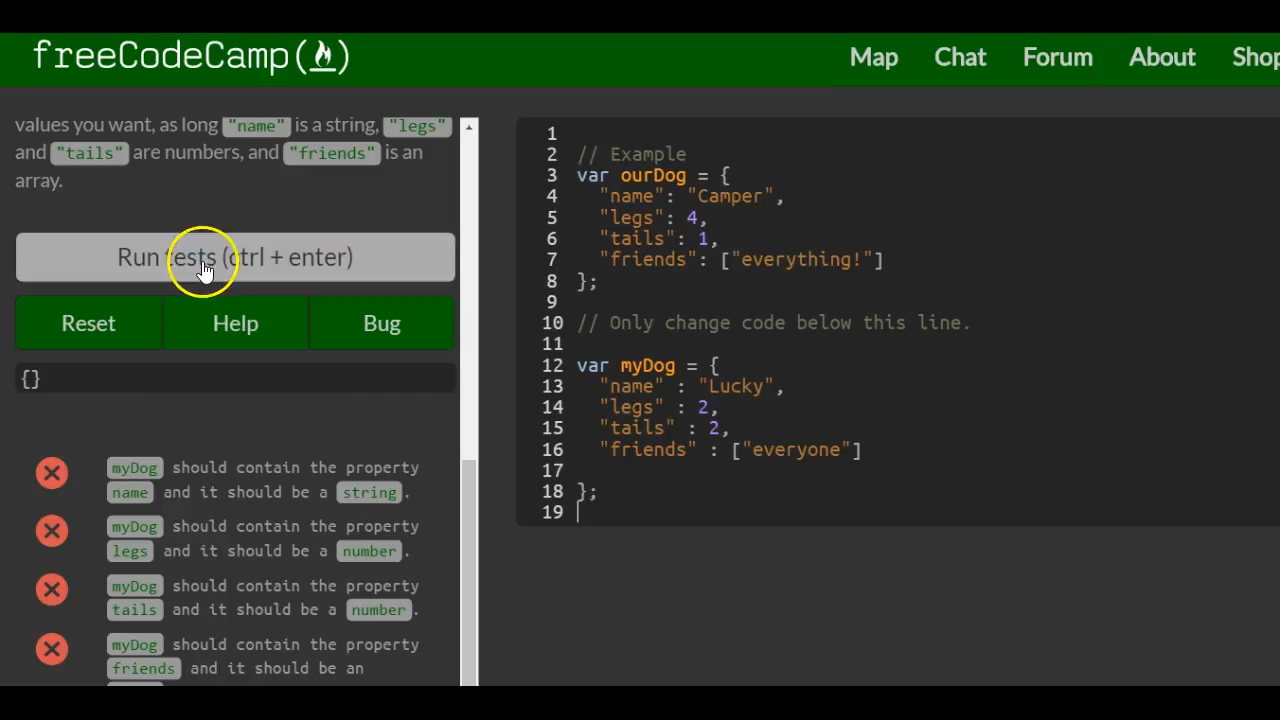 freeCodeCamp(🔥)
Map Chat Forum About Shop
values you want, as long "name" is a string, "legs"
and "tails" are numbers, and "friends" is an
array.
Run tests (ctrl + enter)
Reset Help Bug
{}
myDog should contain the property
name and it should be a string.
myDog should contain the property
legs and it should be a number.
myDog should contain the property
tails and it should be a number.
myDog should contain the property
friends and it should be an
1
2 // Example
3 var ourDog = {
4 "name": "Camper",
5 "legs": 4,
6 "tails": 1,
7 "friends": ["everything!"]
8 };
9
10 // Only change code below this line.
11
12 var myDog = {
13 "name" : "Lucky",
14 "legs" : 2,
15 "tails" : 2,
16 "friends" : ["everyone"]
17
18 };
19